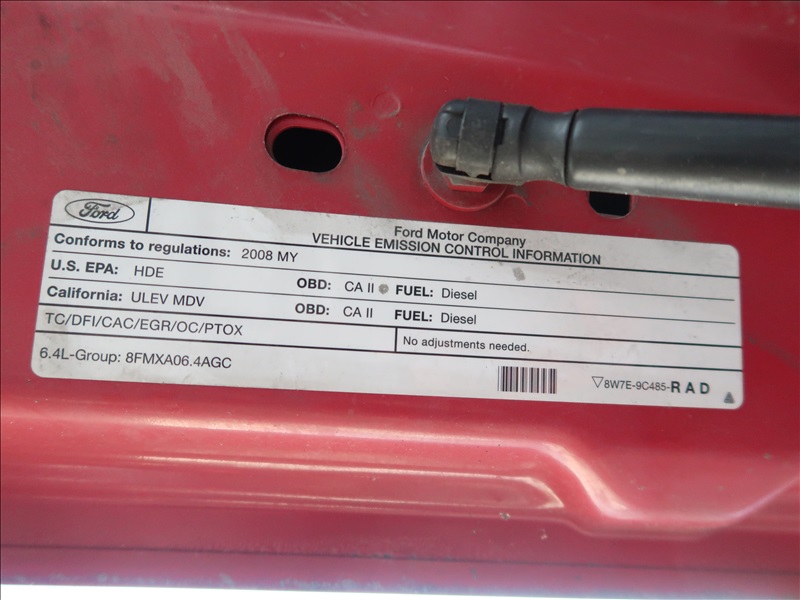 Ford
Ford Motor Company
VEHICLE EMISSION CONTROL INFORMATION
Conforms to regulations: 2008 MY
U.S. EPA: HDE OBD: CA II FUEL: Diesel
California: ULEV MDV OBD: CA II FUEL: Diesel
TC/DFI/CAC/EGR/OC/PTOX
No adjustments needed.
6.4L-Group: 8FMXA06.4AGC
▽8W7E-9C485-RAD